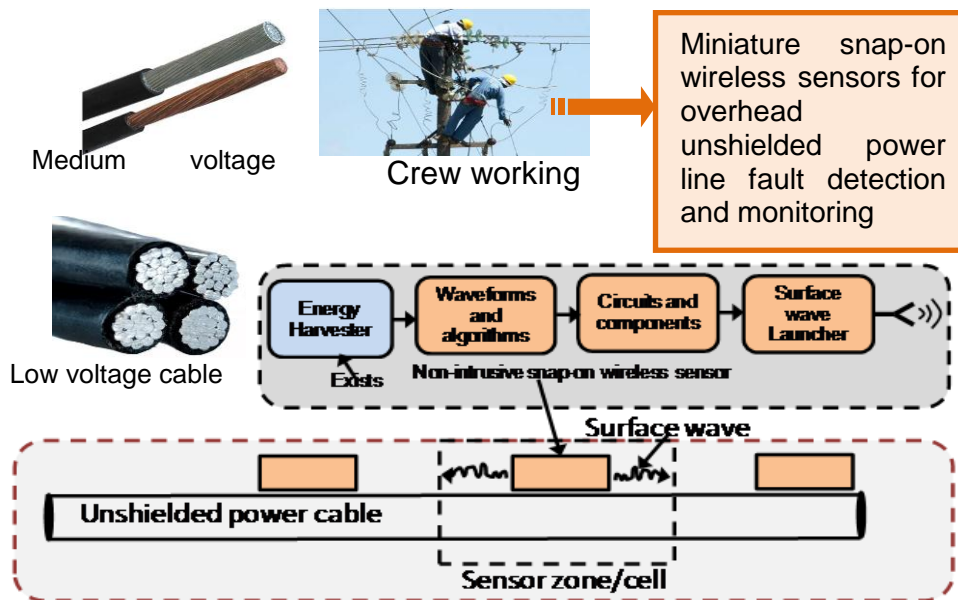 Medium voltage
Crew working
Miniature snap-on
wireless sensors for
overhead
unshielded power
line fault detection
and monitoring
Low voltage cable
Energy
Harvester
Waveforms
and
algorithms
Circuits and
components
Surface
wave
Launcher
Exists
Non-intrusive snap-on wireless sensor
Surface wave
Unshielded power cable
Sensor zone/cell